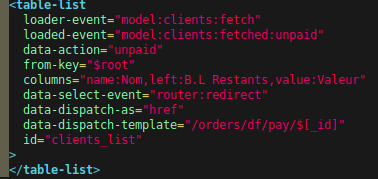 <table-list
loader-event="model:clients:fetch"
loaded-event="model:clients:fetched:unpaid"
data-action="unpaid"
from-key="$root"
columns="name:Nom,left:B.L Restants,value:Valeur"
data-select-event="router:redirect"
data-dispatch-as="href"
data-dispatch-template="/orders/df/pay/$[_id]"
id="clients_list"
>
</table-list>